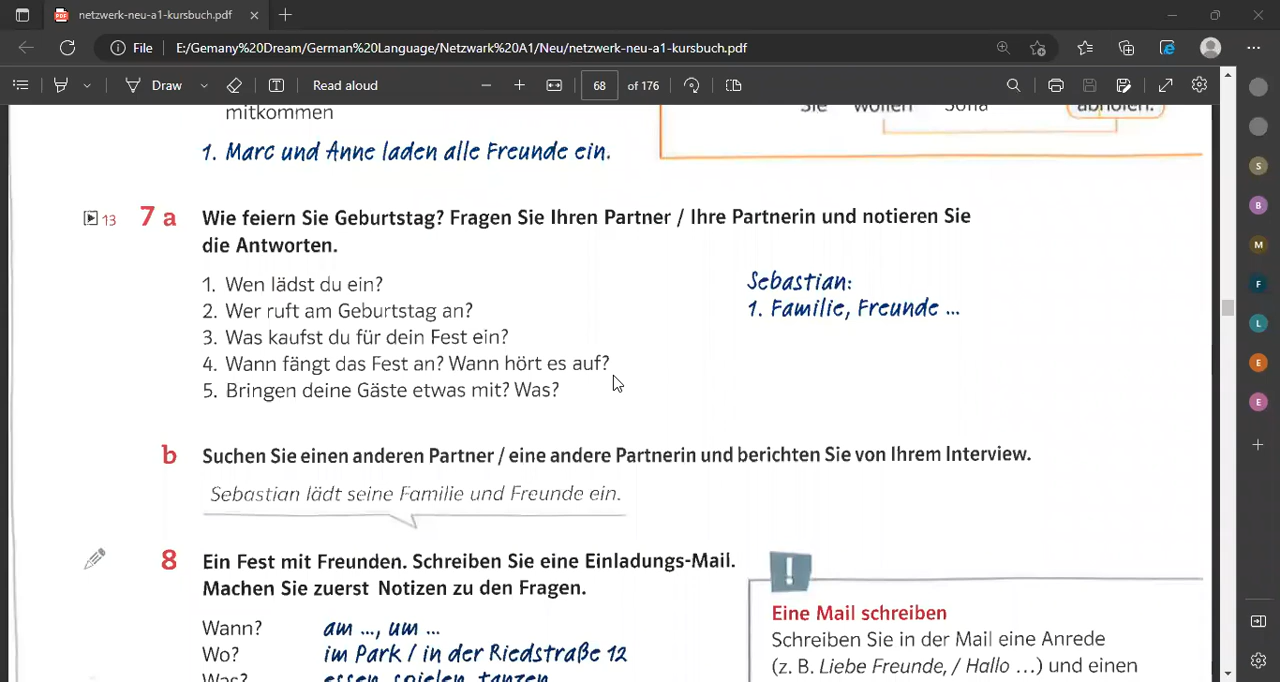 netzwerk-neu-a1-kursbuch.pdf
File E:/Gemany%20Dream/German%20Language/Netzwark%20A1/Neu/netzwerk-neu-a1-kursbuch.pdf
Draw Read aloud 68 of 176
mitkommen
Sie wollen Sofia abholen.
1. Marc und Anne laden alle Freunde ein.
13 7 a Wie feiern Sie Geburtstag? Fragen Sie Ihren Partner / Ihre Partnerin und notieren Sie
die Antworten.
1. Wen lädst du ein?
2. Wer ruft am Geburtstag an?
3. Was kaufst du für dein Fest ein?
4. Wann fängt das Fest an? Wann hört es auf?
5. Bringen deine Gäste etwas mit? Was?
Sebastian:
1. Familie, Freunde ...
b Suchen Sie einen anderen Partner / eine andere Partnerin und berichten Sie von Ihrem Interview.
Sebastian lädt seine Familie und Freunde ein.
8 Ein Fest mit Freunden. Schreiben Sie eine Einladungs-Mail.
Machen Sie zuerst Notizen zu den Fragen.
Wann? am ..., um ...
Wo? im Park / in der Riedstraße 12
Was? essen, spielen, tanzen
!
Eine Mail schreiben
Schreiben Sie in der Mail eine Anrede
(z. B. Liebe Freunde, / Hallo ...) und einen
S
B
M
F
L
E
E